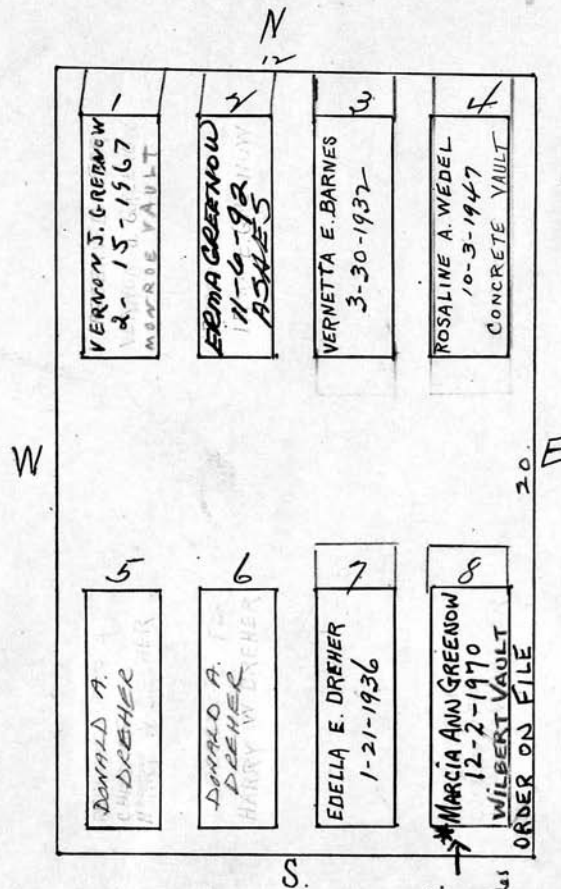 N
12
1
VERNON J. GREENOW
2-15-1967
MONROE VAULT
2
ERMA GREENOW
11-6-92
ASHES
3
VERNETTA E. BARNES
3-30-1932
4
ROSALINE A. WEDEL
10-3-1947
CONCRETE VAULT
W
E
20
5
DONALD A.
DREHER
6
DONALD A.
DREHER
HARRY W DREHER
7
EDELLA E. DREHER
1-21-1936
8
*MARCIA ANN GREENOW
12-2-1970
WILBERT VAULT
ORDER ON FILE
S.